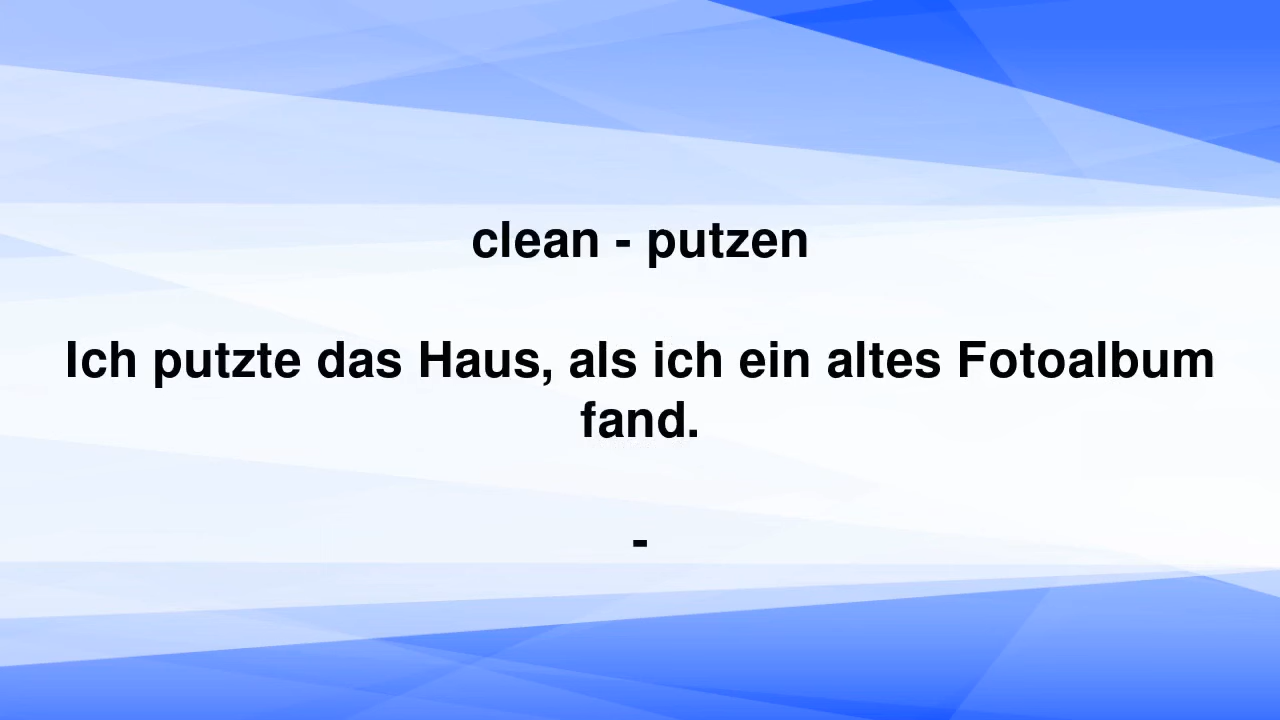 clean - putzen
Ich putzte das Haus, als ich ein altes Fotoalbum
fand.
-